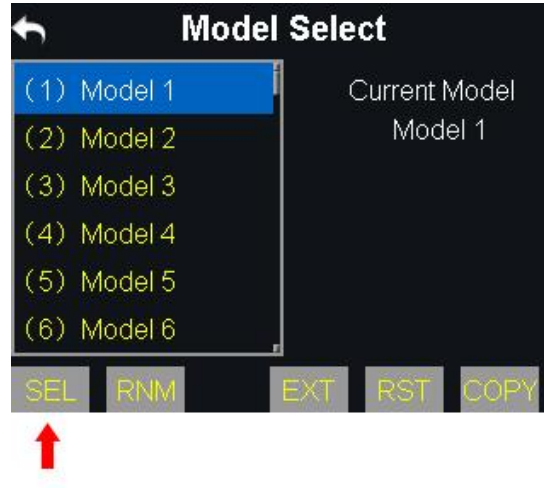 Model Select
(1) Model 1
(2) Model 2
(3) Model 3
(4) Model 4
(5) Model 5
(6) Model 6
Current Model
Model 1
SEL RNM EXT RST COPY